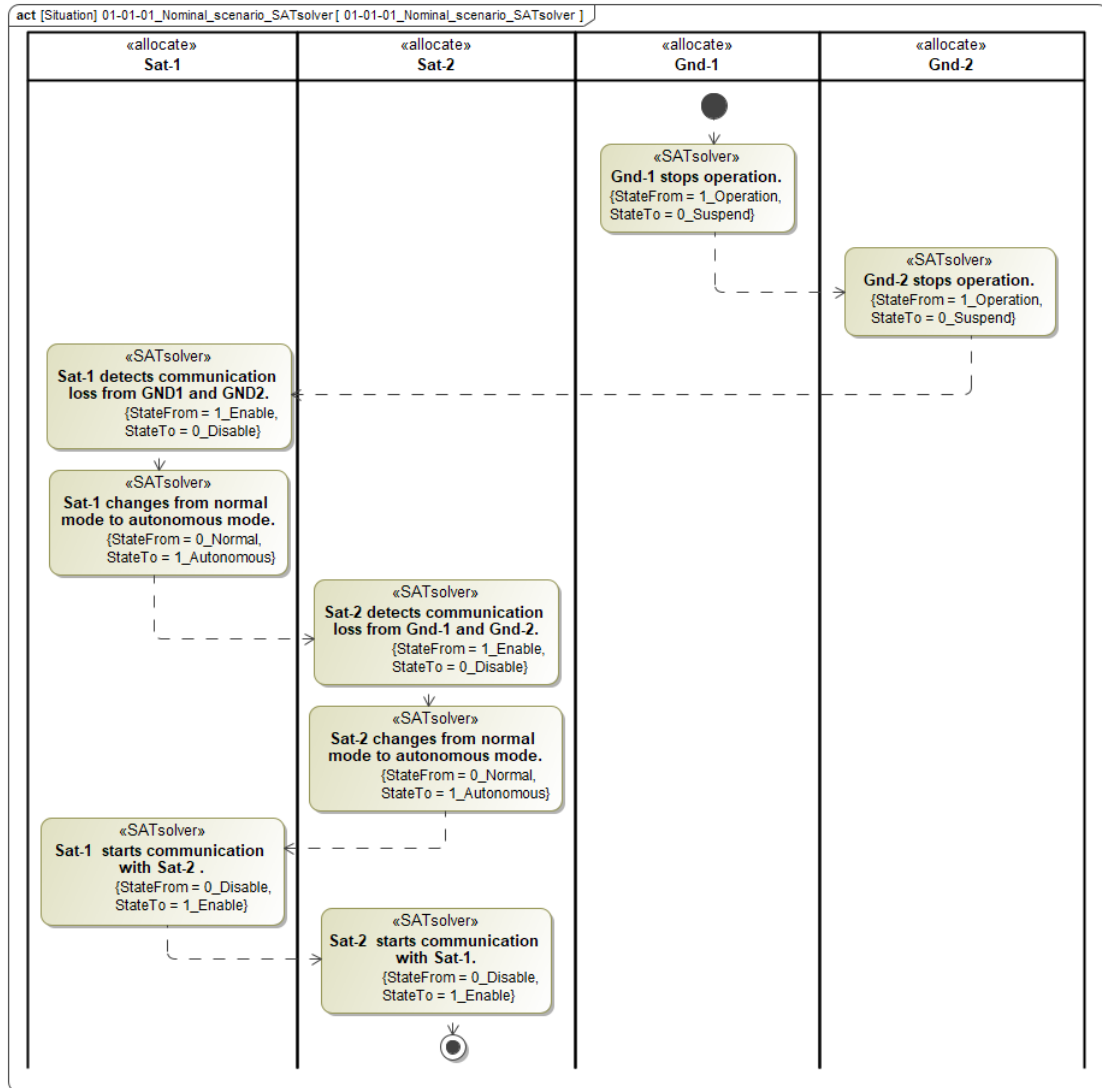 act [Situation] 01-01-01_Nominal_scenario_SATsolver [ 01-01-01_Nominal_scenario_SATsolver ]
«allocate»
Sat-1
«allocate»
Sat-2
«allocate»
Gnd-1
«allocate»
Gnd-2
«SATsolver»
Gnd-1 stops operation.
{StateFrom = 1_Operation,
StateTo = 0_Suspend}
«SATsolver»
Gnd-2 stops operation.
{StateFrom = 1_Operation,
StateTo = 0_Suspend}
«SATsolver»
Sat-1 detects communication
loss from GND1 and GND2.
{StateFrom = 1_Enable,
StateTo = 0_Disable}
«SATsolver»
Sat-1 changes from normal
mode to autonomous mode.
{StateFrom = 0_Normal,
StateTo = 1_Autonomous}
«SATsolver»
Sat-2 detects communication
loss from Gnd-1 and Gnd-2.
{StateFrom = 1_Enable,
StateTo = 0_Disable}
«SATsolver»
Sat-2 changes from normal
mode to autonomous mode.
{StateFrom = 0_Normal,
StateTo = 1_Autonomous}
«SATsolver»
Sat-1  starts communication
with Sat-2 .
{StateFrom = 0_Disable,
StateTo = 1_Enable}
«SATsolver»
Sat-2  starts communication
with Sat-1.
{StateFrom = 0_Disable,
StateTo = 1_Enable}